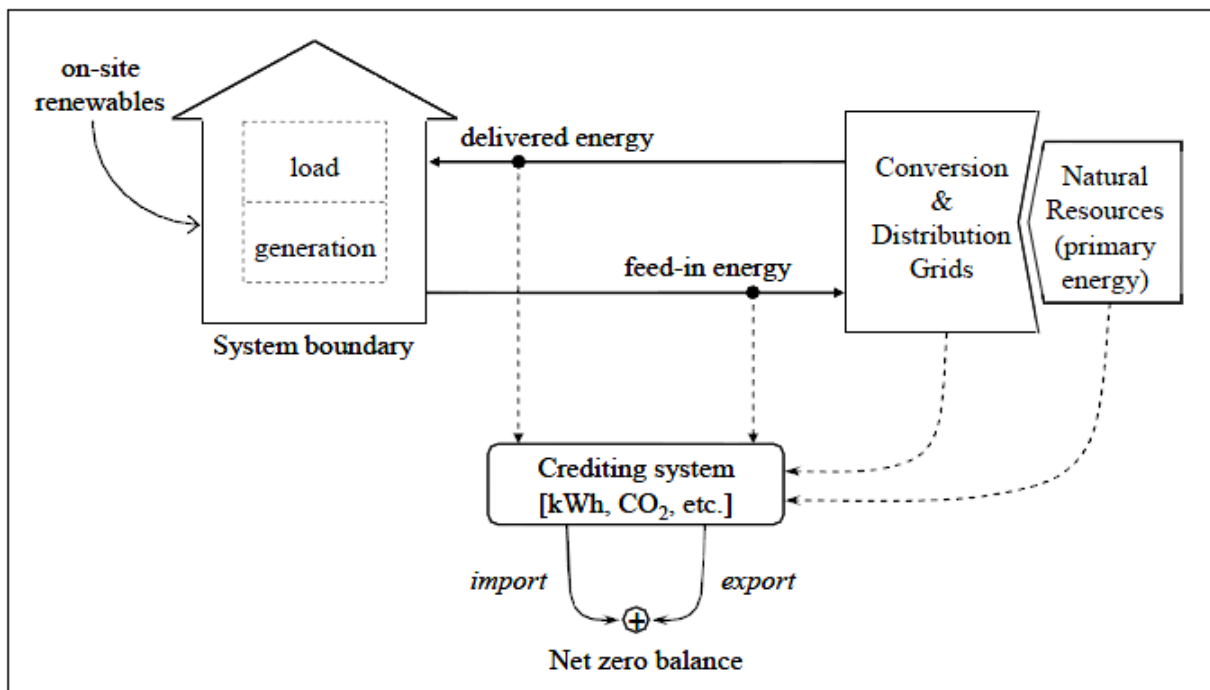 on-site
renewables
load
generation
System boundary
delivered energy
feed-in energy
Conversion
&
Distribution
Grids
Natural
Resources
(primary
energy)
Crediting system
[kWh, CO₂, etc.]
import
export
Net zero balance